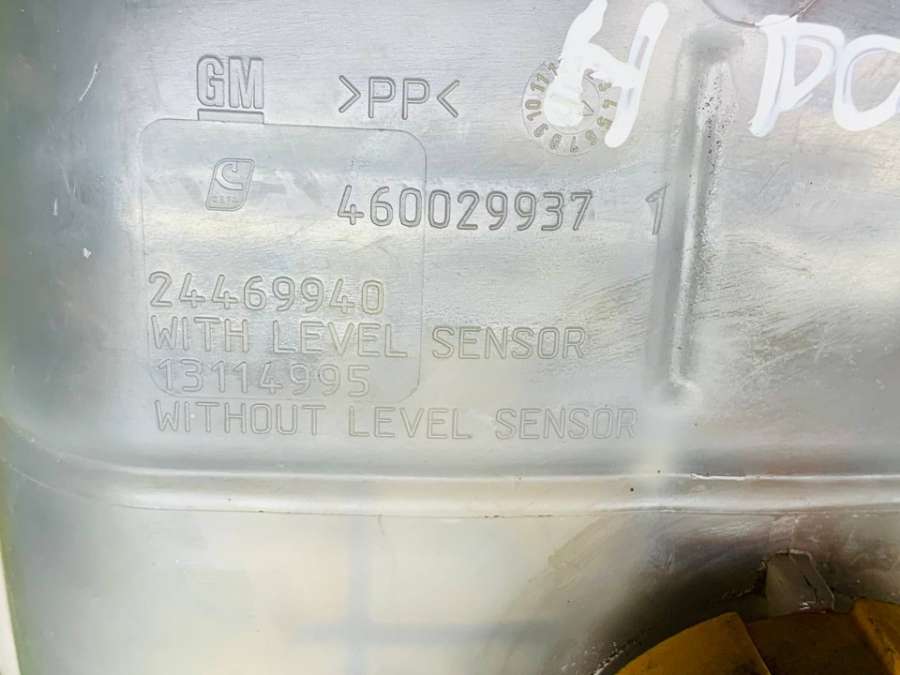 GM >PP<
460029937 1
24469940
WITH LEVEL SENSOR
13114995
WITHOUT LEVEL SENSOR